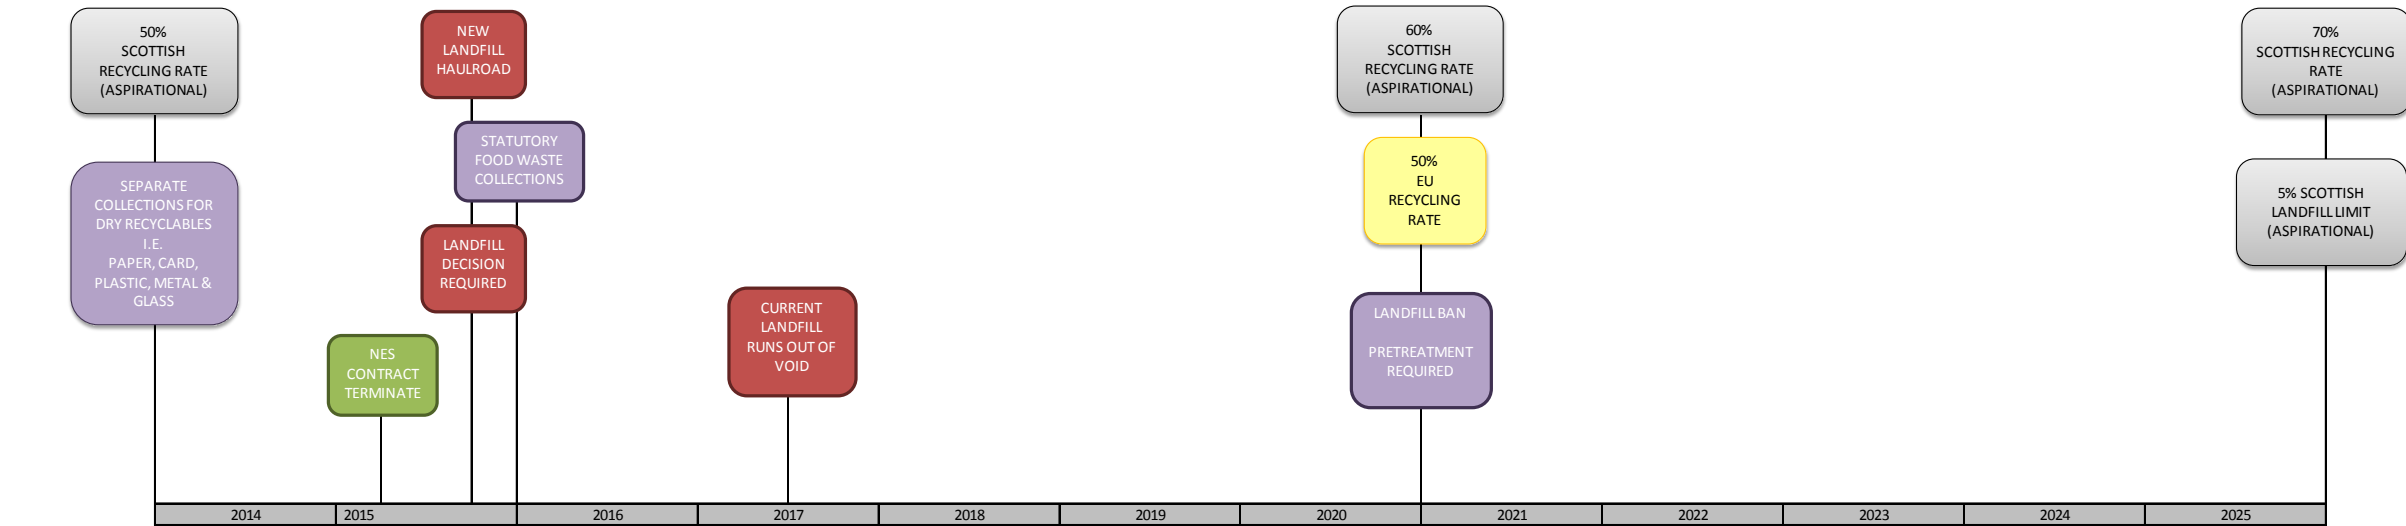 50%
SCOTTISH
RECYCLING RATE
(ASPIRATIONAL)
SEPARATE
COLLECTIONS FOR
DRY RECYCLABLES
I.E.
PAPER, CARD,
PLASTIC, METAL &
GLASS
NES
CONTRACT
TERMINATE
NEW
LANDFILL
HAULROAD
STATUTORY
FOOD WASTE
COLLECTIONS
LANDFILL
DECISION
REQUIRED
CURRENT
LANDFILL
RUNS OUT OF
VOID
60%
SCOTTISH
RECYCLING RATE
(ASPIRATIONAL)
50%
EU
RECYCLING
RATE
LANDFILL BAN
PRETREATMENT
REQUIRED
70%
SCOTTISH RECYCLING
RATE
(ASPIRATIONAL)
5% SCOTTISH
LANDFILL LIMIT
(ASPIRATIONAL)
2014 2015 2016 2017 2018 2019 2020 2021 2022 2023 2024 2025